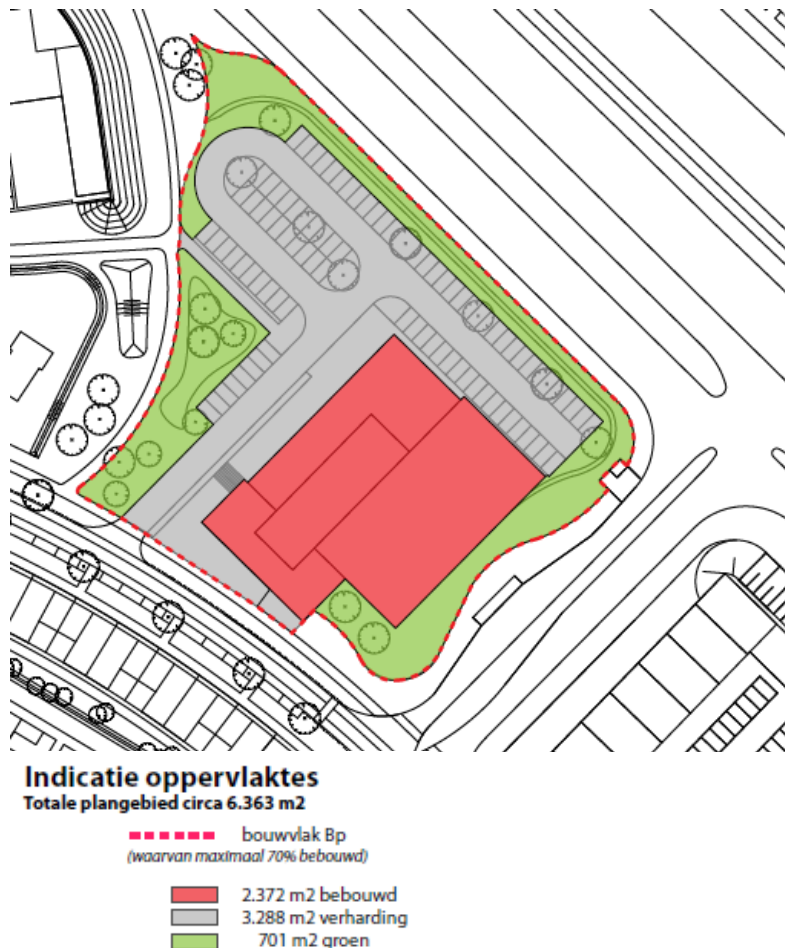 Indicatie oppervlaktes
Totale plangebied circa 6.363 m2
bouwvlak Bp
(waarvan maximaal 70% bebouwd)
2.372 m2 bebouwd
3.288 m2 verharding
701 m2 groen